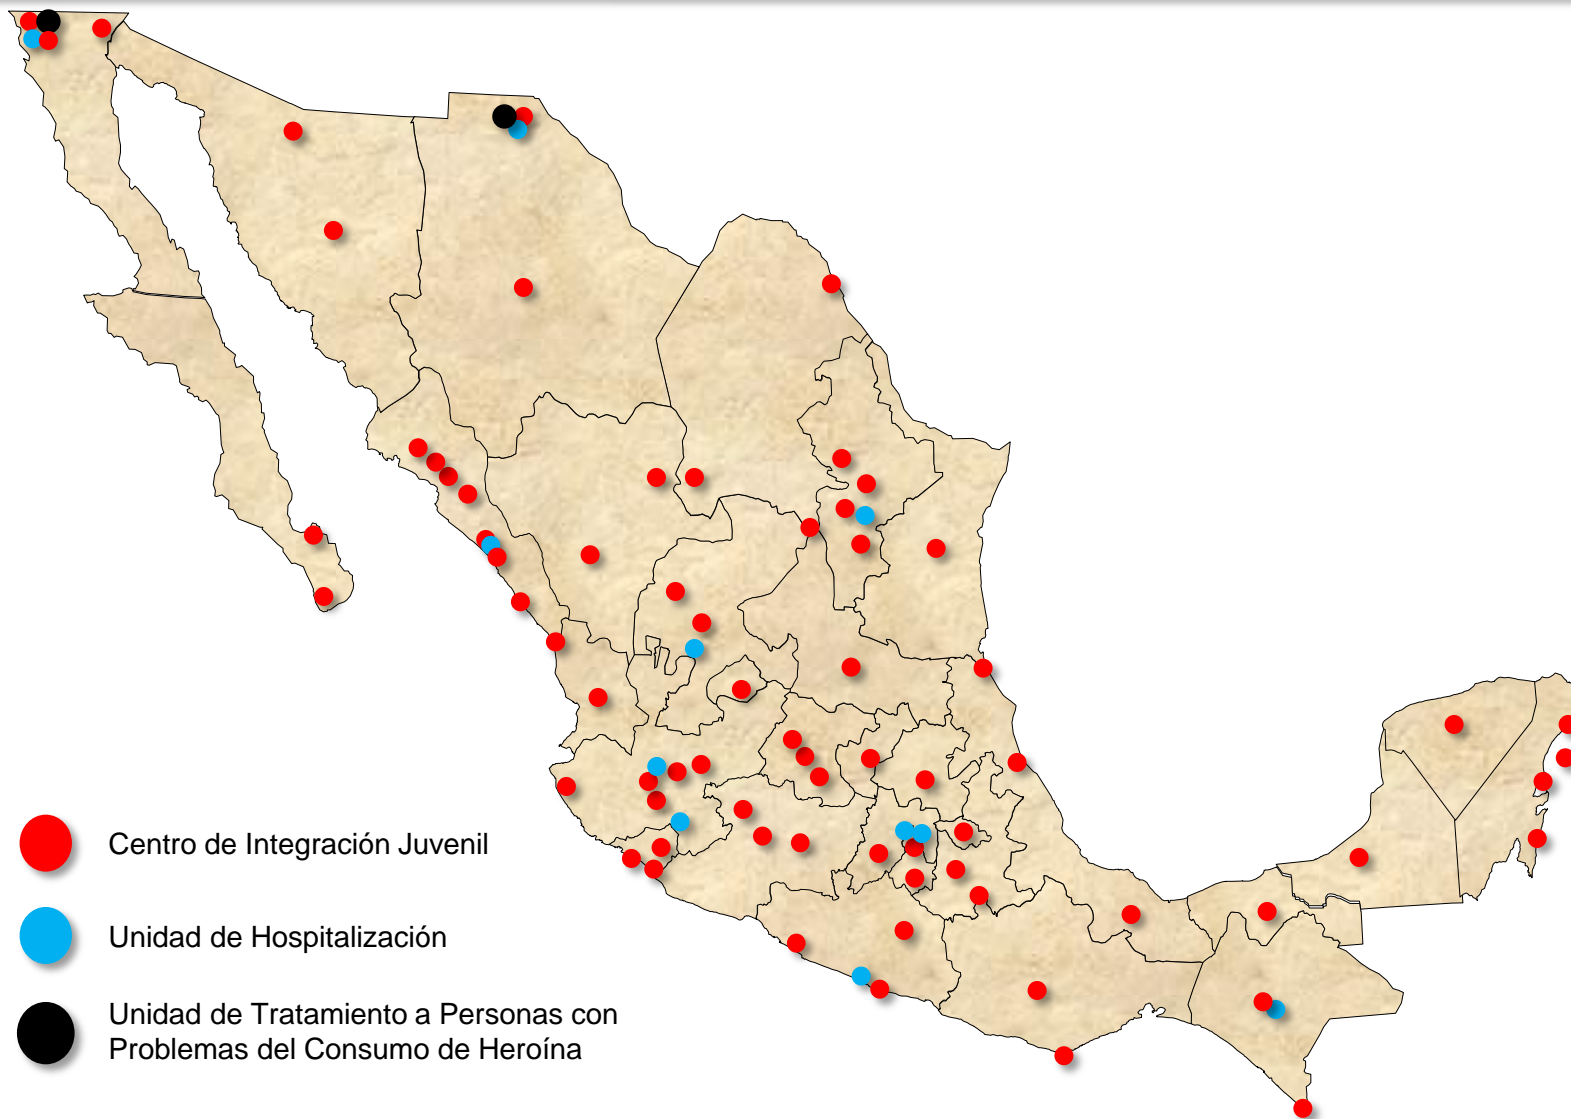 Centro de Integración Juvenil
Unidad de Hospitalización
Unidad de Tratamiento a Personas con
Problemas del Consumo de Heroína